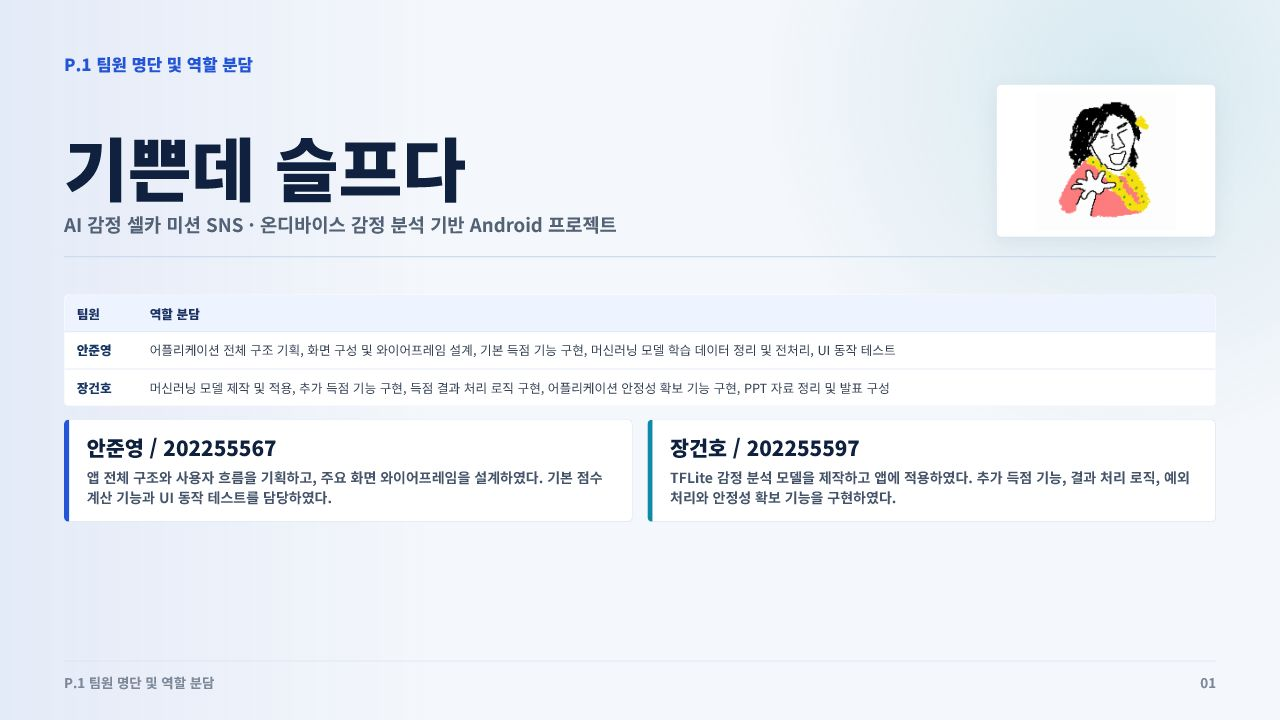 P.1 팀원 명단 및 역할 분담
기쁜데 슬프다
AI 감정 셀카 미션 SNS · 온디바이스 감정 분석 기반 Android 프로젝트
팀원 역할 분담
안준영 어플리케이션 전체 구조 기획, 화면 구성 및 와이어프레임 설계, 기본 득점 기능 구현, 머신러닝 모델 학습 데이터 정리 및 전처리, UI 동작 테스트
장건호 머신러닝 모델 제작 및 적용, 추가 득점 기능 구현, 득점 결과 처리 로직 구현, 어플리케이션 안정성 확보 기능 구현, PPT 자료 정리 및 발표 구성
안준영 / 202255567
앱 전체 구조와 사용자 흐름을 기획하고, 주요 화면 와이어프레임을 설계하였다. 기본 점수
계산 기능과 UI 동작 테스트를 담당하였다.
장건호 / 202255597
TFLite 감정 분석 모델을 제작하고 앱에 적용하였다. 추가 득점 기능, 결과 처리 로직, 예외
처리와 안정성 확보 기능을 구현하였다.
P.1 팀원 명단 및 역할 분담
01